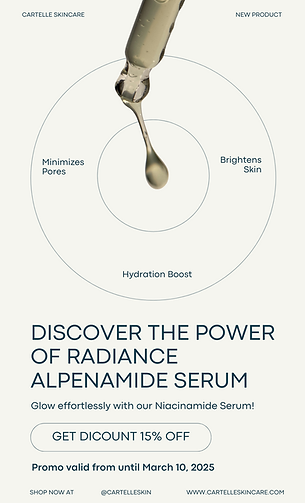 CARTELLE SKINCARE
NEW PRODUCT
Minimizes
Pores
Brightens
Skin
Hydration Boost
DISCOVER THE POWER
OF RADIANCE
ALPENAMIDE SERUM
Glow effortlessly with our Niacinamide Serum!
GET DICOUNT 15% OFF
Promo valid from until March 10, 2025
SHOP NOW AT
@CARTELLESKIN
WWW.CARTELLESKINCARE.COM